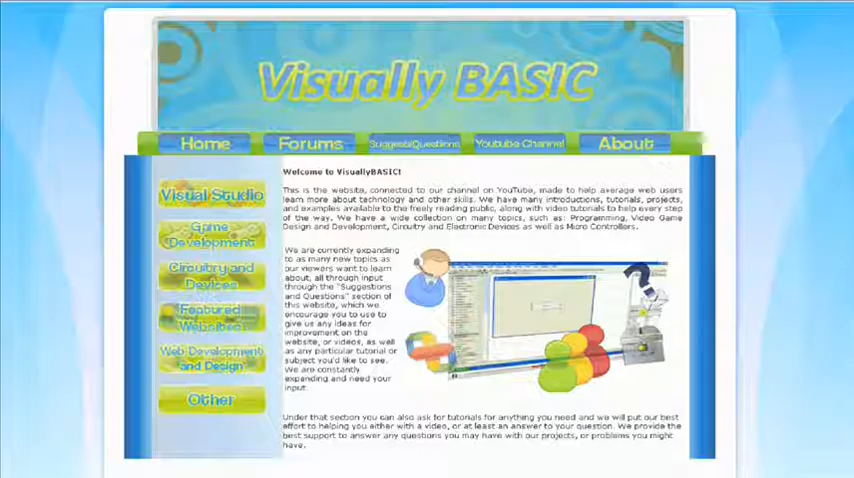 Visually BASIC
Home Forums Suggest/Questions Youtube Channel About
Visual Studio
Game
Development
Circuitry and
Devices
Featured
Websites
Web Development
and Design
Other
Welcome to VisuallyBASIC!
This is the website, connected to our channel on YouTube, made to help average web users
learn more about technology and other skills. We have many introductions, tutorials, projects,
and examples available to the freely reading public, along with video tutorials to help every step
of the way. We have a wide collection on many topics, such as: Programming, Video Game
Design and Development, Circuitry and Electronic Devices as well as Micro Controllers.
We are currently expanding
to as many new topics as
our viewers want to learn
about, all through input
through the "Suggestions
and Questions" section of
this website, which we
encourage you to use to
give us any ideas for
improvement on the
website, or videos, as well
as any particular tutorial or
subject you'd like to see.
We are constantly
expanding and need your
input.
Under that section you can also ask for tutorials for anything you need and we will put our best
effort to helping you either with a video, or at least an answer to your question. We provide the
best support to answer any questions you may have with our projects, or problems you might
have.